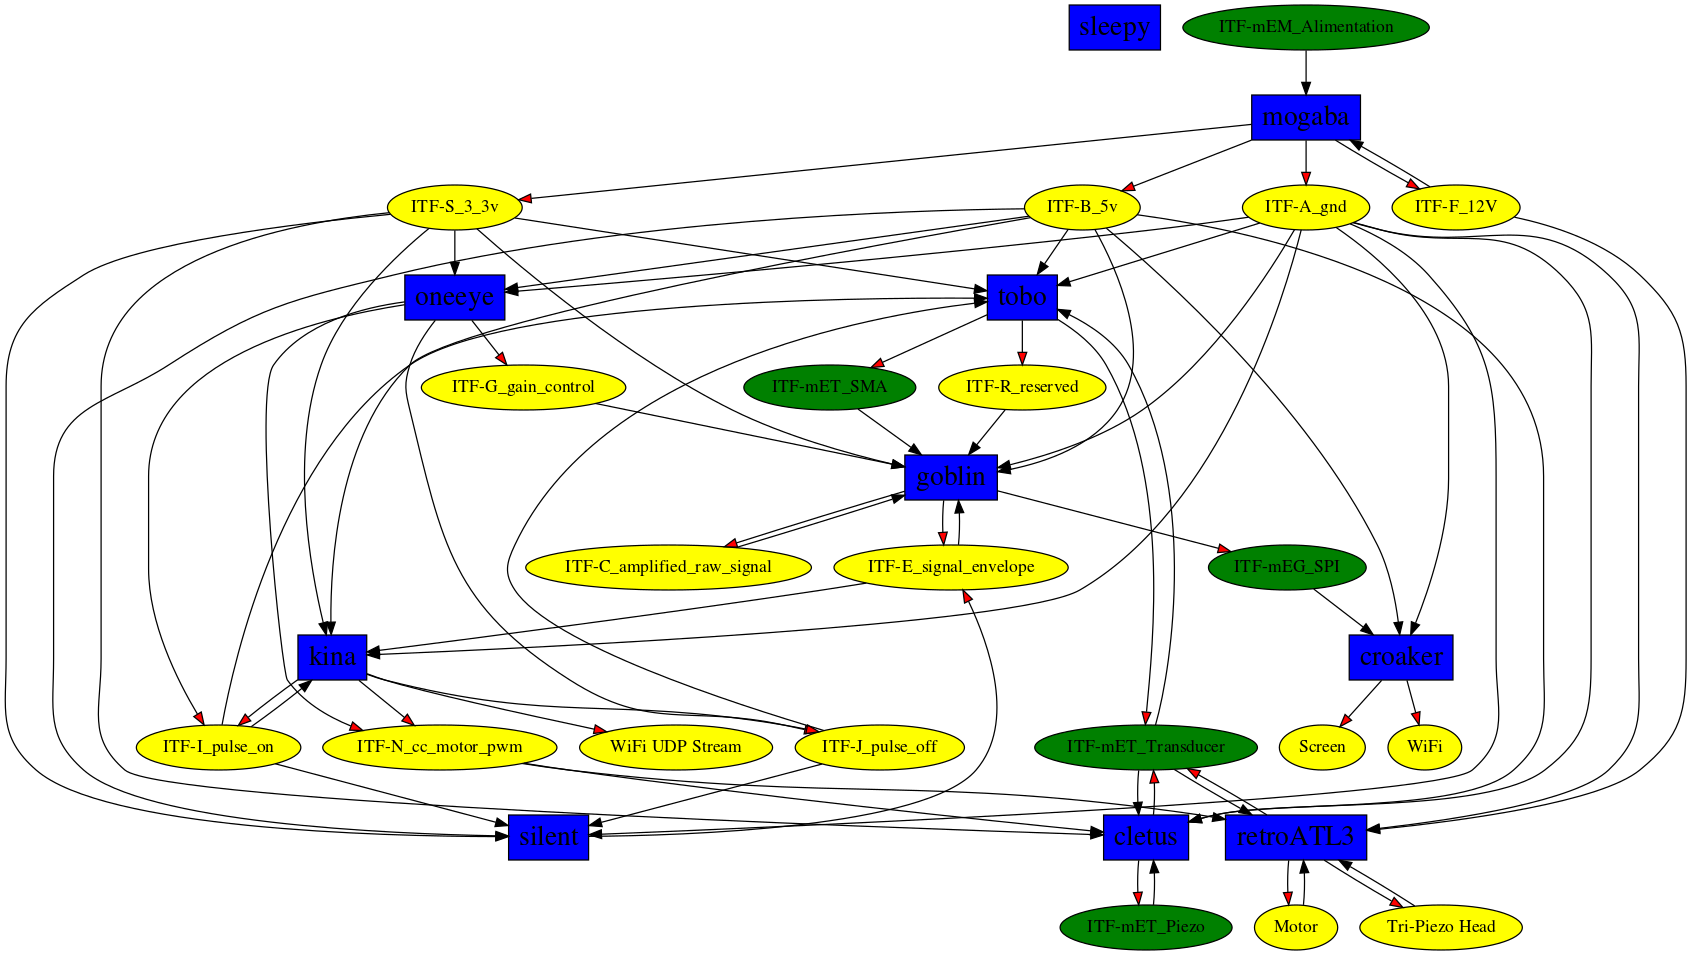 sleepy
ITF-mEM_Alimentation
mogaba
ITF-S_3_3v
ITF-B_5v
ITF-A_gnd
ITF-F_12V
oneeye
tobo
ITF-G_gain_control
ITF-mET_SMA
ITF-R_reserved
goblin
ITF-C_amplified_raw_signal
ITF-E_signal_envelope
ITF-mEG_SPI
kina
croaker
ITF-I_pulse_on
ITF-N_cc_motor_pwm
WiFi UDP Stream
ITF-J_pulse_off
ITF-mET_Transducer
Screen
WiFi
silent
cletus
retroATL3
ITF-mET_Piezo
Motor
Tri-Piezo Head